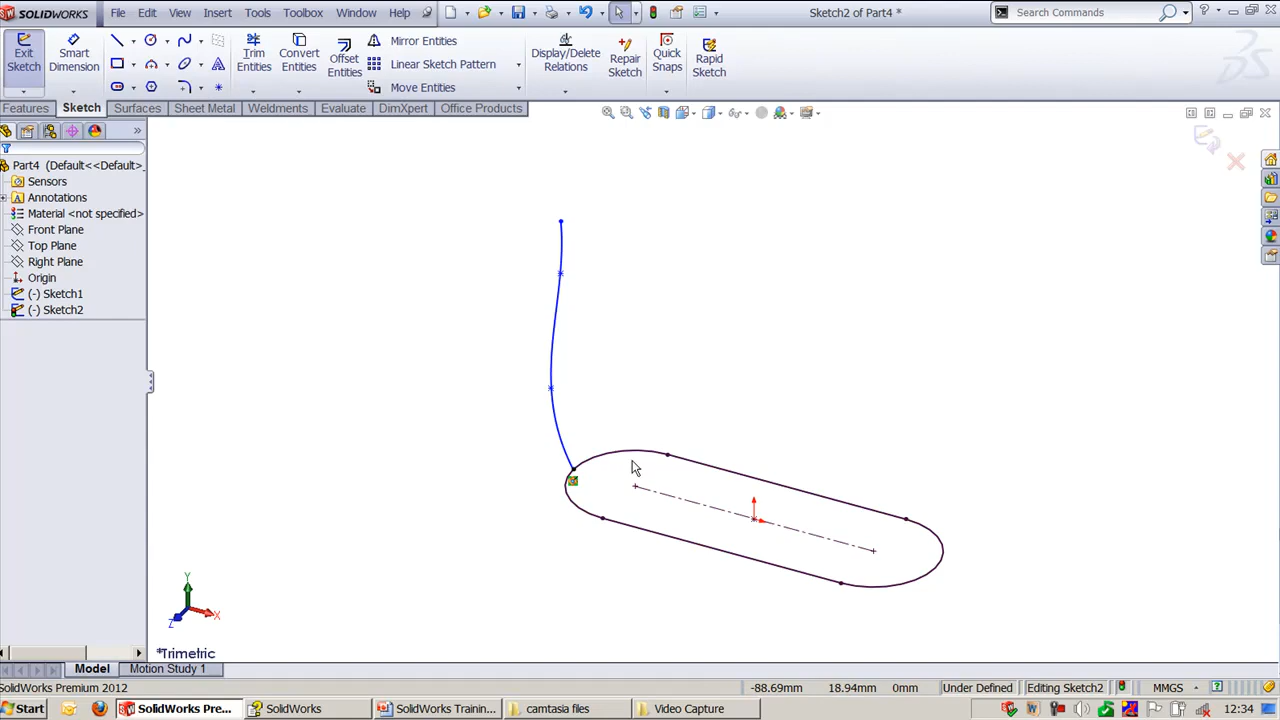 SOLIDWORKS File Edit View Insert Tools Toolbox Window Help Sketch2 of Part4 * Search Commands
Exit Sketch Smart Dimension Trim Entities Convert Entities Offset Entities Mirror Entities Linear Sketch Pattern Move Entities Display/Delete Relations Repair Sketch Quick Snaps Rapid Sketch
Features Sketch Surfaces Sheet Metal Weldments Evaluate DimXpert Office Products
Part4 (Default<<Default>_
Sensors
Annotations
Material <not specified>
Front Plane
Top Plane
Right Plane
Origin
(-) Sketch1
(-) Sketch2
Y
X
Z
*Trimetric
Model Motion Study 1
SolidWorks Premium 2012 -88.69mm 18.94mm 0mm Under Defined Editing Sketch2 MMGS
Start SolidWorks Pre... SolidWorks SolidWorks Trainin... camtasia files Video Capture 12:34